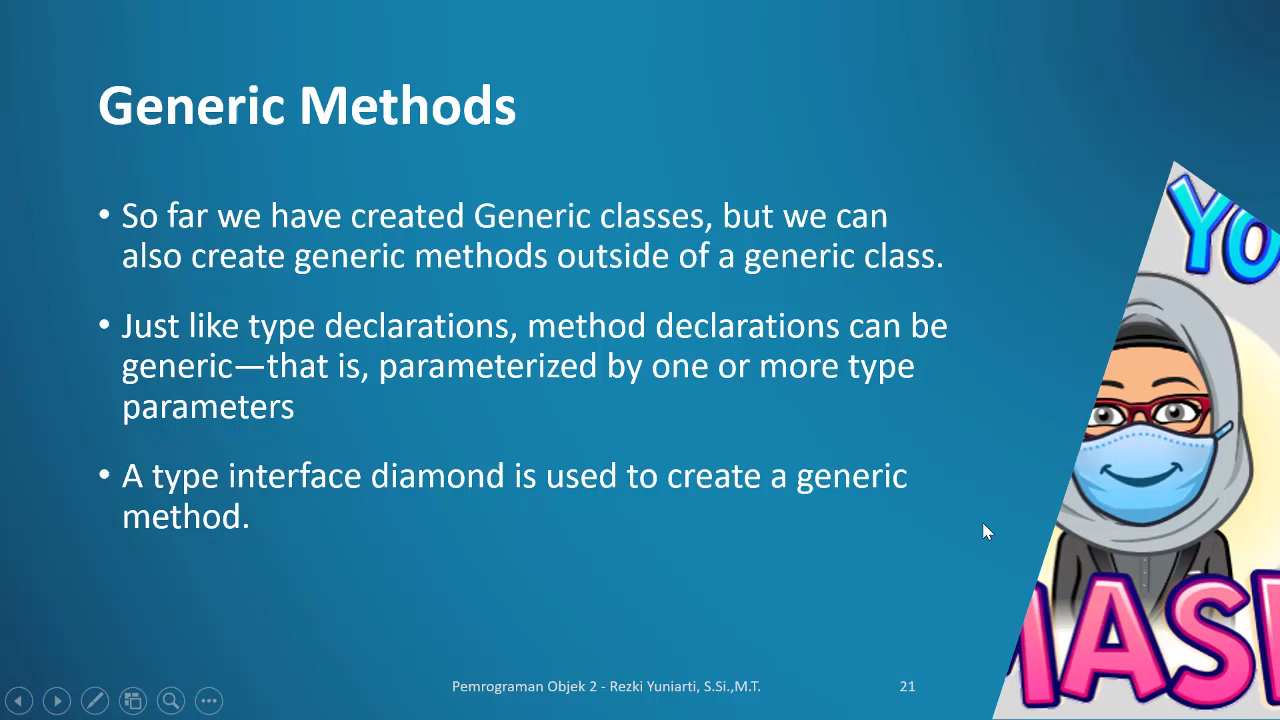 Generic Methods
• So far we have created Generic classes, but we can
also create generic methods outside of a generic class.
• Just like type declarations, method declarations can be
generic—that is, parameterized by one or more type
parameters
• A type interface diamond is used to create a generic
method.
YO
MAS
Pemrograman Objek 2 - Rezki Yuniarti, S.Si.,M.T.
21